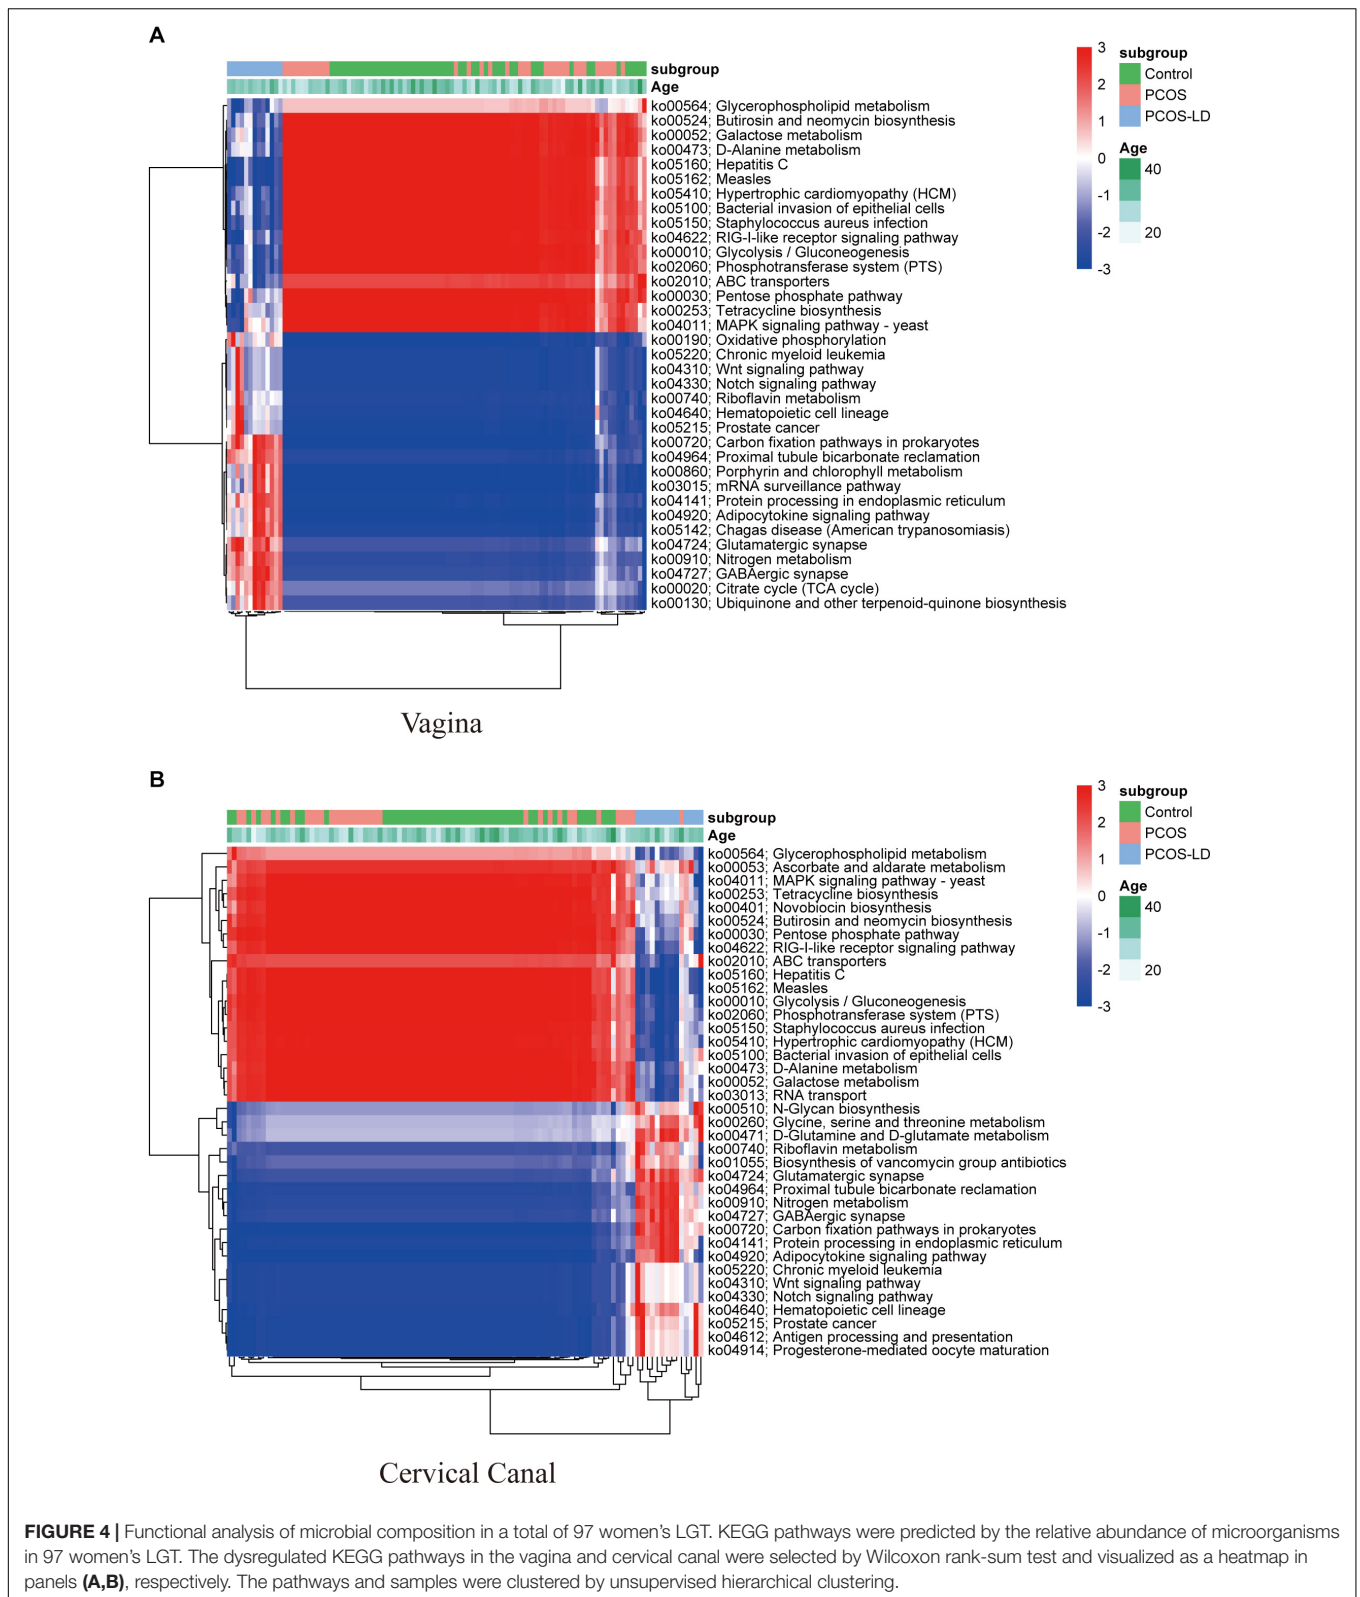 A
subgroup
Age
ko00564; Glycerophospholipid metabolism
ko00524; Butirosin and neomycin biosynthesis
ko00052; Galactose metabolism
ko00473; D-Alanine metabolism
ko05160; Hepatitis C
ko05162; Measles
ko05410; Hypertrophic cardiomyopathy (HCM)
ko05100; Bacterial invasion of epithelial cells
ko05150; Staphylococcus aureus infection
ko04622; RIG-I-like receptor signaling pathway
ko00010; Glycolysis / Gluconeogenesis
ko02060; Phosphotransferase system (PTS)
ko02010; ABC transporters
ko00030; Pentose phosphate pathway
ko00253; Tetracycline biosynthesis
ko04011; MAPK signaling pathway - yeast
ko00190; Oxidative phosphorylation
ko05220; Chronic myeloid leukemia
ko04310; Wnt signaling pathway
ko04330; Notch signaling pathway
ko00740; Riboflavin metabolism
ko04640; Hematopoietic cell lineage
ko05215; Prostate cancer
ko00720; Carbon fixation pathways in prokaryotes
ko04964; Proximal tubule bicarbonate reclamation
ko00860; Porphyrin and chlorophyll metabolism
ko03015; mRNA surveillance pathway
ko04141; Protein processing in endoplasmic reticulum
ko04920; Adipocytokine signaling pathway
ko05142; Chagas disease (American trypanosomiasis)
ko04724; Glutamatergic synapse
ko00910; Nitrogen metabolism
ko04727; GABAergic synapse
ko00020; Citrate cycle (TCA cycle)
ko00130; Ubiquinone and other terpenoid-quinone biosynthesis
3
2
1
0
-1
-2
-3
subgroup
Control
PCOS
PCOS-LD
Age
40
20
Vagina
B
subgroup
Age
ko00564; Glycerophospholipid metabolism
ko00053; Ascorbate and aldarate metabolism
ko04011; MAPK signaling pathway - yeast
ko00253; Tetracycline biosynthesis
ko00401; Novobiocin biosynthesis
ko00524; Butirosin and neomycin biosynthesis
ko00030; Pentose phosphate pathway
ko04622; RIG-I-like receptor signaling pathway
ko02010; ABC transporters
ko05160; Hepatitis C
ko05162; Measles
ko00010; Glycolysis / Gluconeogenesis
ko02060; Phosphotransferase system (PTS)
ko05150; Staphylococcus aureus infection
ko05410; Hypertrophic cardiomyopathy (HCM)
ko05100; Bacterial invasion of epithelial cells
ko00473; D-Alanine metabolism
ko00052; Galactose metabolism
ko03013; RNA transport
ko00510; N-Glycan biosynthesis
ko00260; Glycine, serine and threonine metabolism
ko00471; D-Glutamine and D-glutamate metabolism
ko00740; Riboflavin metabolism
ko01055; Biosynthesis of vancomycin group antibiotics
ko04724; Glutamatergic synapse
ko04964; Proximal tubule bicarbonate reclamation
ko00910; Nitrogen metabolism
ko04727; GABAergic synapse
ko00720; Carbon fixation pathways in prokaryotes
ko04141; Protein processing in endoplasmic reticulum
ko04920; Adipocytokine signaling pathway
ko05220; Chronic myeloid leukemia
ko04310; Wnt signaling pathway
ko04330; Notch signaling pathway
ko04640; Hematopoietic cell lineage
ko05215; Prostate cancer
ko04612; Antigen processing and presentation
ko04914; Progesterone-mediated oocyte maturation
3
2
1
0
-1
-2
-3
subgroup
Control
PCOS
PCOS-LD
Age
40
20
Cervical Canal
FIGURE 4 | Functional analysis of microbial composition in a total of 97 women's LGT. KEGG pathways were predicted by the relative abundance of microorganisms
in 97 women's LGT. The dysregulated KEGG pathways in the vagina and cervical canal were selected by Wilcoxon rank-sum test and visualized as a heatmap in
panels (A,B), respectively. The pathways and samples were clustered by unsupervised hierarchical clustering.